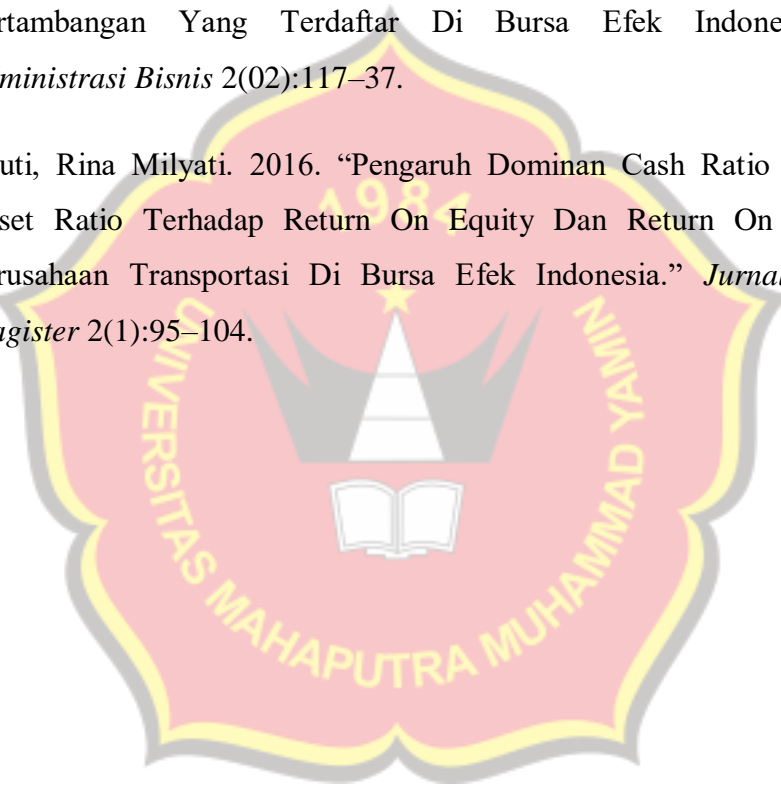 ertambangan Yang Terdaftar Di Bursa Efek Indone
ministrasi Bisnis 2(02):117–37.
uti, Rina Milyati. 2016. “Pengaruh Dominan Cash Ratio
set Ratio Terhadap Return On Equity Dan Return On
rusahaan Transportasi Di Bursa Efek Indonesia.” Jurnal
agister 2(1):95–104.
1984
UNIVERSITAS MAHAPUTRA MUHAMMAD YAMIN